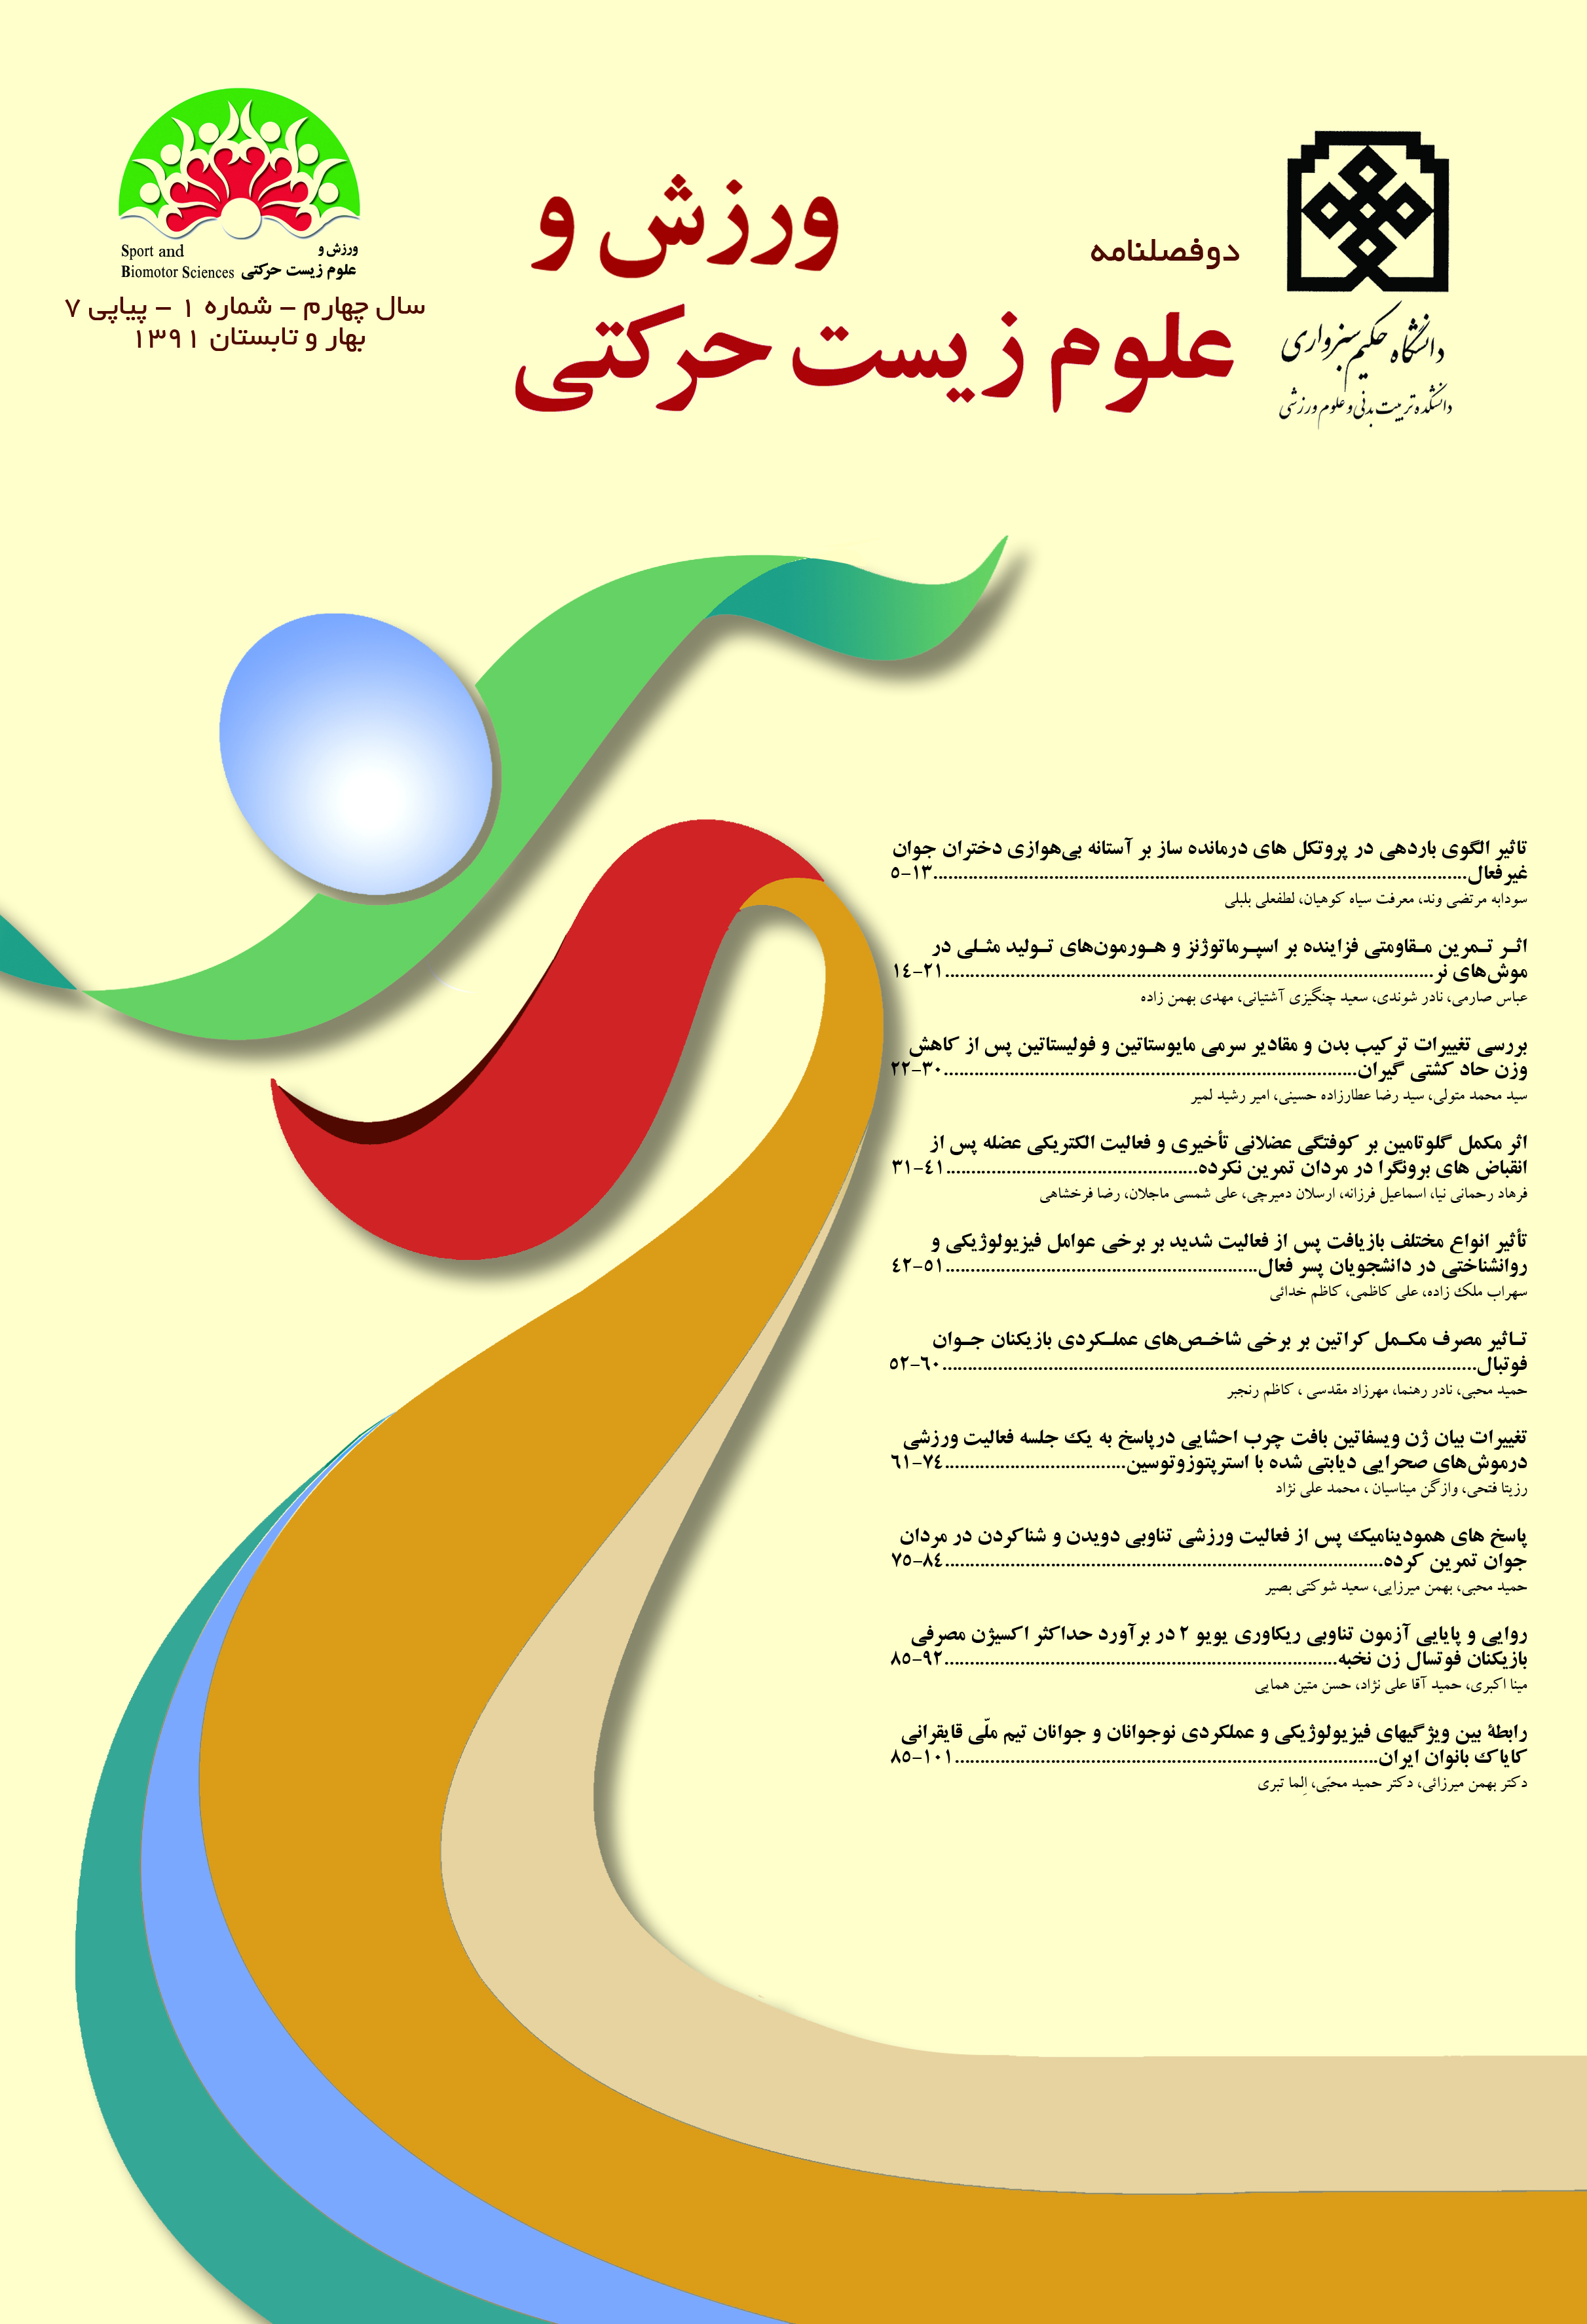 دانشگاه حکیم سبزواری
دانشکده تربیت بدنی و علوم ورزشی
دوفصلنامه
ورزش و
علوم زیست حرکتی
ورزش و
علوم زیست حرکتی
Sport and
Biomotor Sciences
سال چهارم – شماره ۱ – پیاپی ۷
بهار و تابستان ۱۳۹۱
تاثیر الگوی باردهی در پروتکل های درمانده ساز بر آستانه بی‌هوازی دختران جوان
غیرفعال...............۵-۱۳
سودابه مرتضی وند، معرفت سیاه کوهیان، لطفعلی بلبلی
اثـر تـمرین مـقاومتی فزاینده بر اسپـرماتوژنز و هـورمون‌های تـولید مثـلی در
موش‌های نر...............۱۴-۲۱
عباس صارمی، نادر شوندی، سعید چنگیزی آشتیانی، مهدی بهمن زاده
بررسی تغییرات ترکیب بدن و مقادیر سرمی مایوستاتین و فولیستاتین پس از کاهش
وزن حاد کشتی گیران...............۲۲-۳۰
سید محمد متولی، سید رضا عطارزاده حسینی، امیر رشید لمیر
اثر مکمل گلوتامین بر کوفتگی عضلانی تأخیری و فعالیت الکتریکی عضله پس از
انقباض های برونگرا در مردان تمرین نکرده...............۳۱-۴۱
فرهاد رحمانی نیا، اسماعیل فرزانه، ارسلان دمیرچی، علی شمسی ماجلان، رضا فرخشاهی
تأثیر انواع مختلف بازیافت پس از فعالیت شدید بر برخی عوامل فیزیولوژیکی و
روانشناختی در دانشجویان پسر فعال...............۴۲-۵۱
سهراب ملک زاده، علی کاظمی، کاظم خدائی
تـاثیر مصرف مکـمل کراتین بر برخی شاخـص‌های عملـکردی بازیکنان جـوان
فوتبال...............۵۲-۶۰
حمید محبی، نادر رهنما، مهرزاد مقدسی ، کاظم رنجبر
تغییرات بیان ژن ویسفاتین بافت چرب احشایی درپاسخ به یک جلسه فعالیت ورزشی
درموش‌های صحرایی دیابتی شده با استرپتوزوتوسین...............۶۱-۷۴
رزیتا فتحی، وازگن میناسیان ، محمد علی نژاد
پاسخ های همودینامیک پس از فعالیت ورزشی تناوبی دویدن و شناکردن در مردان
جوان تمرین کرده...............۷۵-۸۴
حمید محبی، بهمن میرزایی، سعید شوکتی بصیر
روایی و پایایی آزمون تناوبی ریکاوری یویو ۲ در برآورد حداکثر اکسیژن مصرفی
بازیکنان فوتسال زن نخبه...............۸۵-۹۲
مینا اکبری، حمید آقا علی نژاد، حسن متین همایی
رابطهٔ بین ویژگیهای فیزیولوژیکی و عملکردی نوجوانان و جوانان تیم ملّی قایقرانی
کایاک بانوان ایران...............۸۵-۱۰۱
دکتر بهمن میرزائی، دکتر حمید محبّی، اِلما تبری